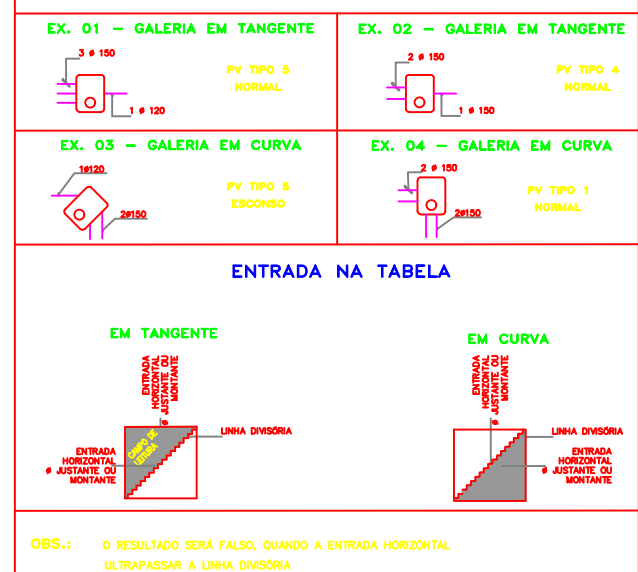 EX. 01 – GALERIA EM TANGENTE
3 ø 150
PV TIPO 5
NORMAL
1 ø 120
EX. 02 – GALERIA EM TANGENTE
2 ø 150
PV TIPO 4
NORMAL
1 ø 150
EX. 03 – GALERIA EM CURVA
1ø120
PV TIPO 5
ESCONSO
2ø150
EX. 04 – GALERIA EM CURVA
2 ø 150
PV TIPO 1
NORMAL
2ø150
ENTRADA NA TABELA
EM TANGENTE
ENTRADA
HORIZONTAL
ø JUSTANTE OU
MONTANTE
LINHA DIVISÓRIA
CAMPO DE
LEITURA
ENTRADA
HORIZONTAL
ø JUSTANTE OU
MONTANTE
EM CURVA
ENTRADA
HORIZONTAL
ø JUSTANTE OU
MONTANTE
LINHA DIVISÓRIA
ENTRADA
HORIZONTAL
ø JUSTANTE OU
MONTANTE
OBS.: O RESULTADO SERÁ FALSO, QUANDO A ENTRADA HORIZONTAL
ULTRAPASSAR A LINHA DIVISÓRIA